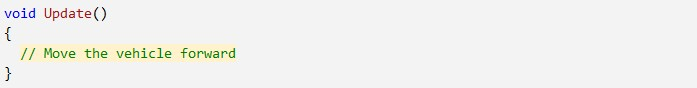 void Update()
{
  // Move the vehicle forward
}